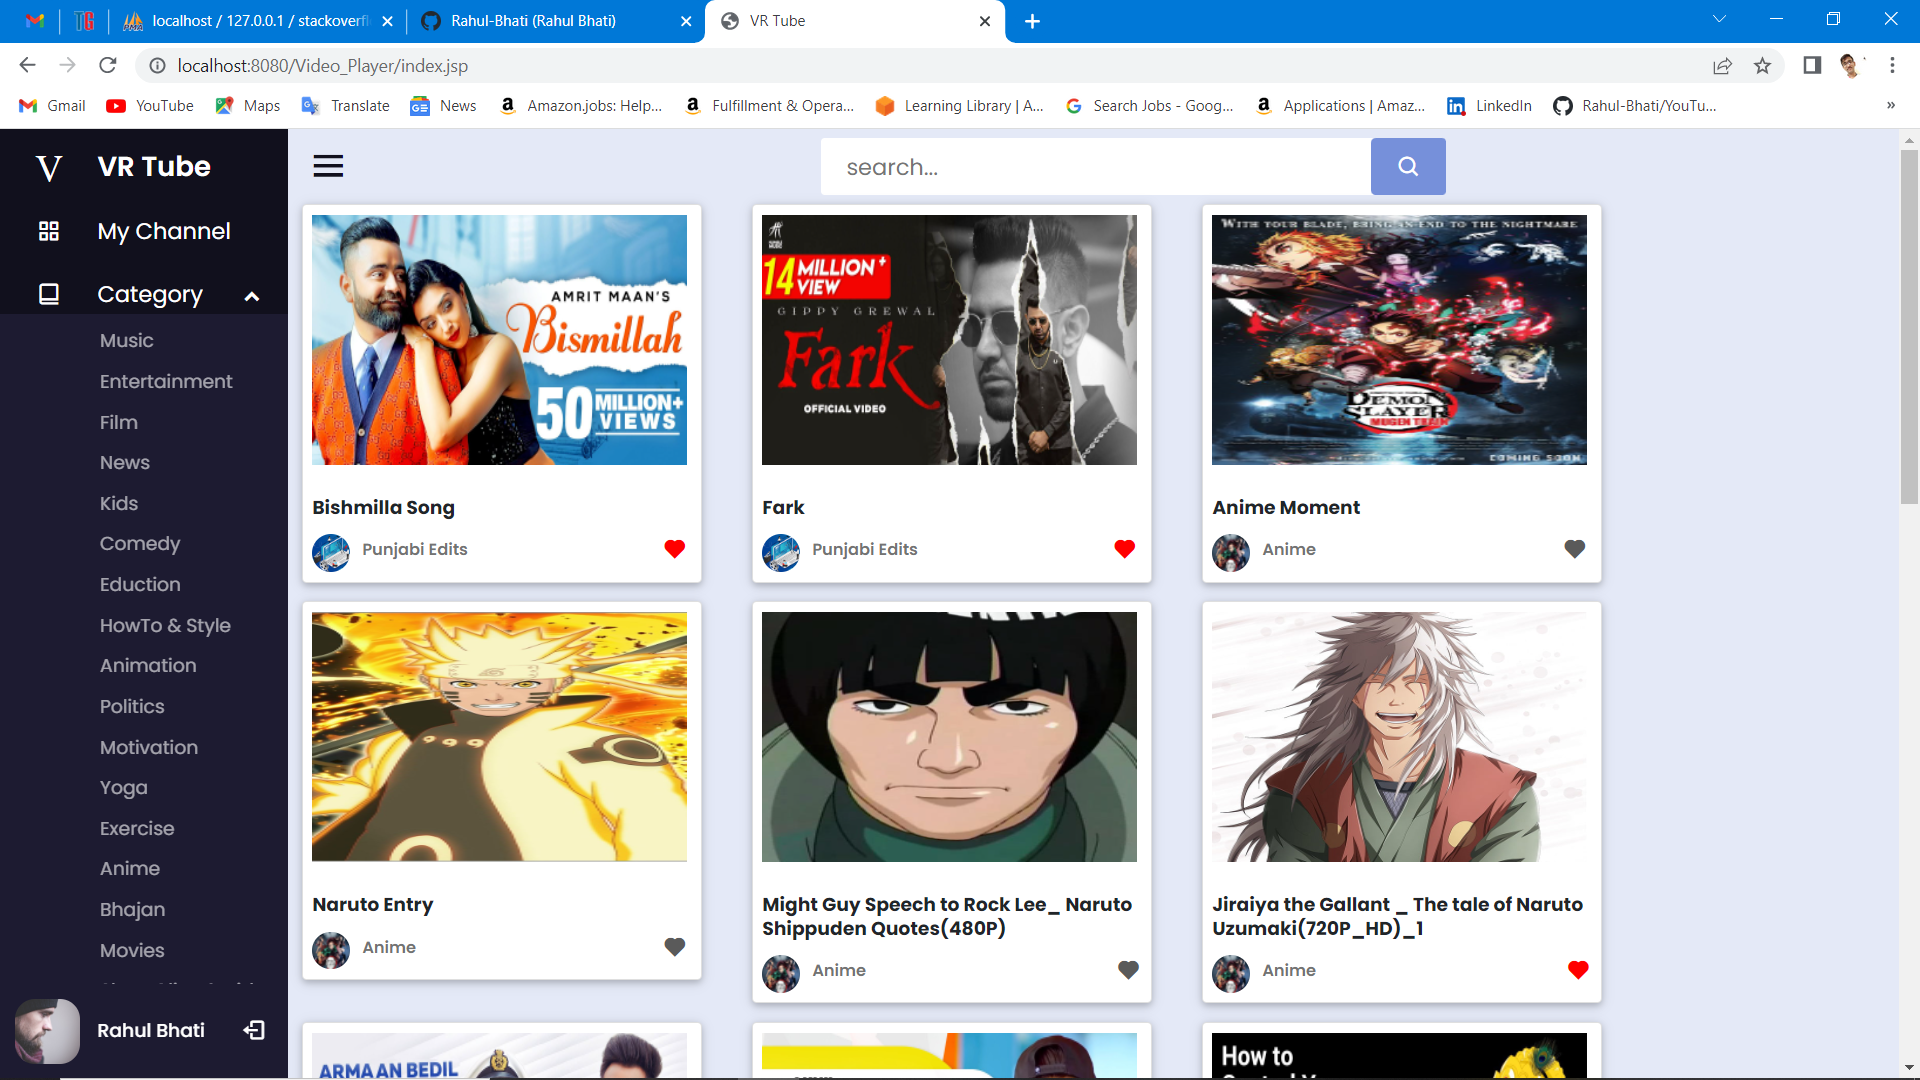 localhost / 127.0.0.1 / stackoverfl
Rahul-Bhati (Rahul Bhati)
VR Tube
localhost:8080/Video_Player/index.jsp
Gmail
YouTube
Maps
Translate
News
Amazon.jobs: Help...
Fulfillment & Opera...
Learning Library | A...
Search Jobs - Goog...
Applications | Amaz...
LinkedIn
Rahul-Bhati/YouTu...
»
V
VR Tube
My Channel
Category
Music
Entertainment
Film
News
Kids
Comedy
Eduction
HowTo & Style
Animation
Politics
Motivation
Yoga
Exercise
Anime
Bhajan
Movies
Rahul Bhati
search...
AMRIT MAAN'S
Bismillah
50 MILLION+
VIEWS
Bishmilla Song
Punjabi Edits
14 MILLION+
VIEW
GIPPY GREWAL
Fark
OFFICIAL VIDEO
Fark
Punjabi Edits
WITH YOUR BLADE, BRING AN END TO THE NIGHTMARE
DEMON
SLAYER
MUGEN TRAIN
COMING SOON
Anime Moment
Anime
Naruto Entry
Anime
Might Guy Speech to Rock Lee_ Naruto
Shippuden Quotes(480P)
Anime
Jiraiya the Gallant _ The tale of Naruto
Uzumaki(720P_HD)_1
Anime
ARMAAN BEDIL
How to